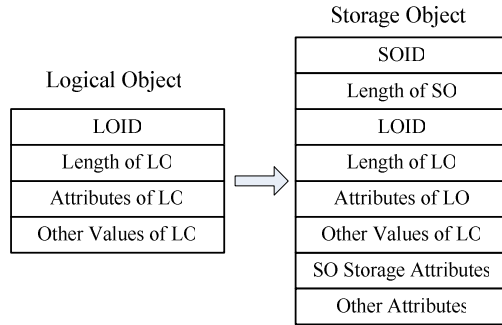 Storage Object
SOID
Length of SO
LOID
Length of LC
Attributes of LO
Other Values of LC
SO Storage Attributes
Other Attributes
Logical Object
LOID
Length of LC
Attributes of LC
Other Values of LC